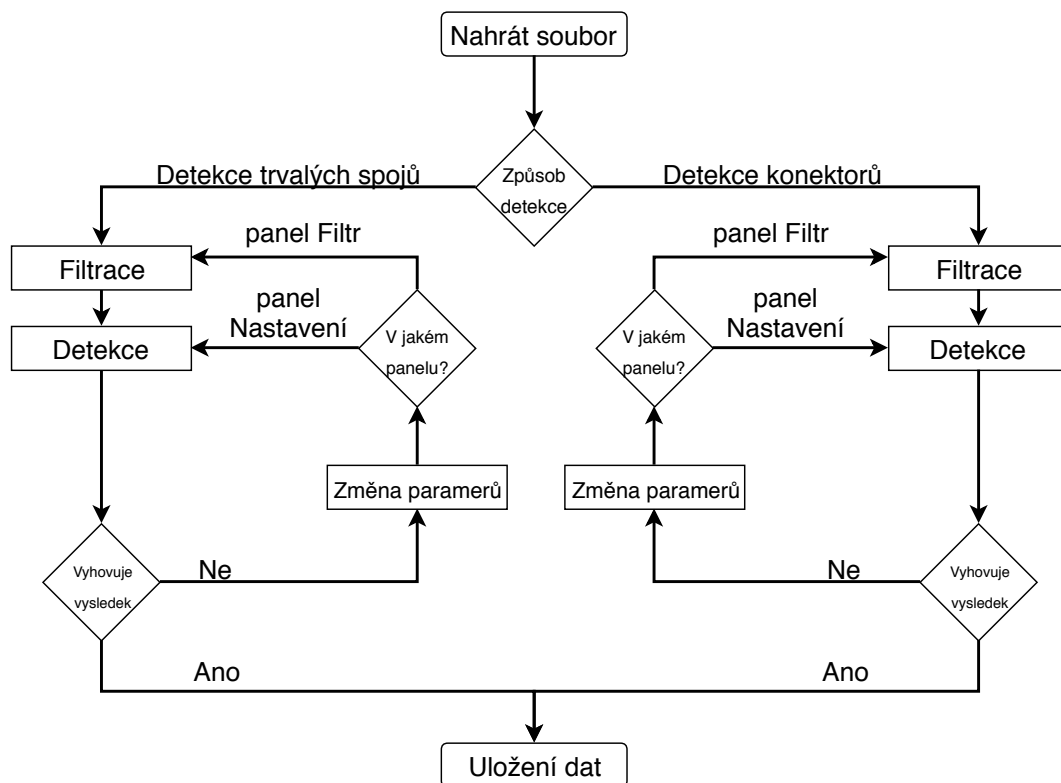 Nahrát soubor
Způsob
detekce
Detekce trvalých spojů
Detekce konektorů
panel Filtr
panel Filtr
Filtrace
Filtrace
panel
Nastavení
panel
Nastavení
V jakém
panelu?
V jakém
panelu?
Detekce
Detekce
Změna paramerů
Změna paramerů
Vyhovuje
vysledek
Ne
Ne
Vyhovuje
vysledek
Ano
Ano
Uložení dat